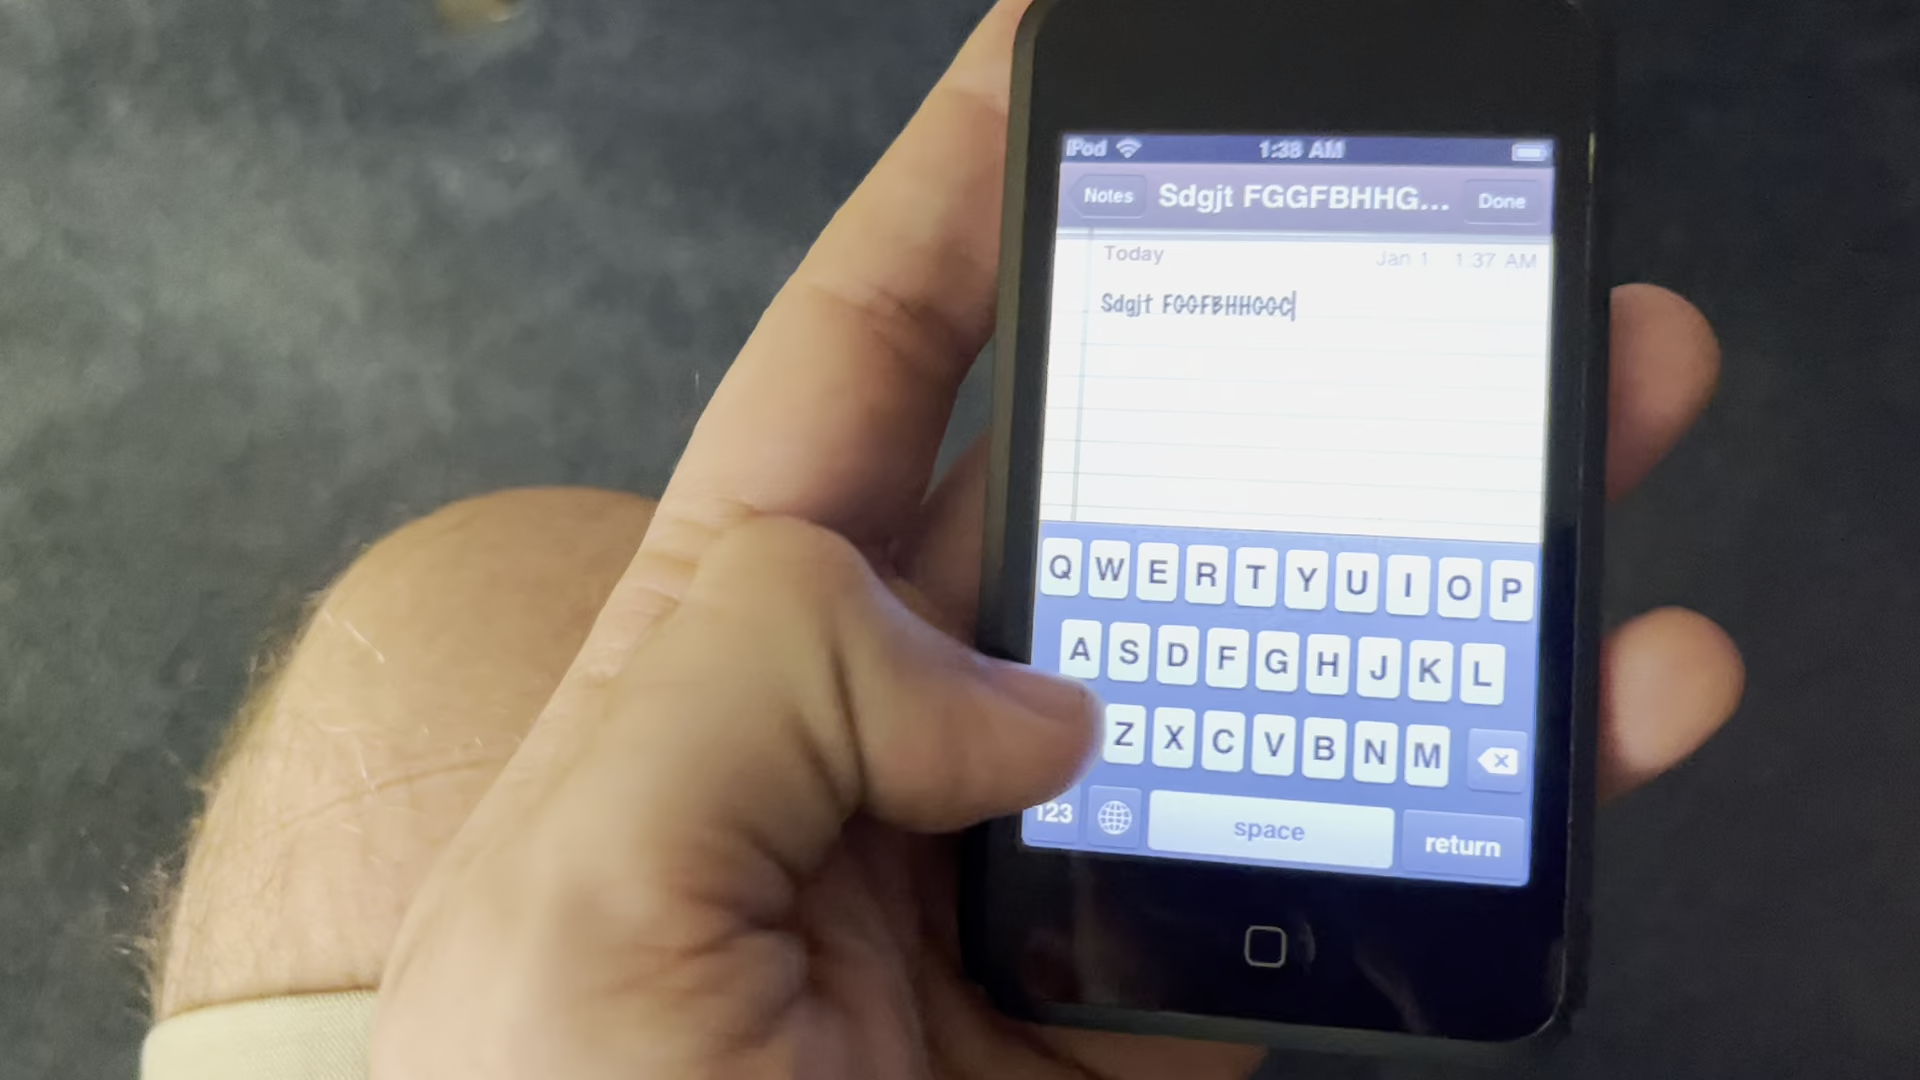 iPod 1:38 AM
Notes Sdgjt FGGFBHHG... Done
Today Jan 1 1:37 AM
Sdgjt FGGFBHHGGC
Q W E R T Y U I O P
A S D F G H J K L
Z X C V B N M
123 space return